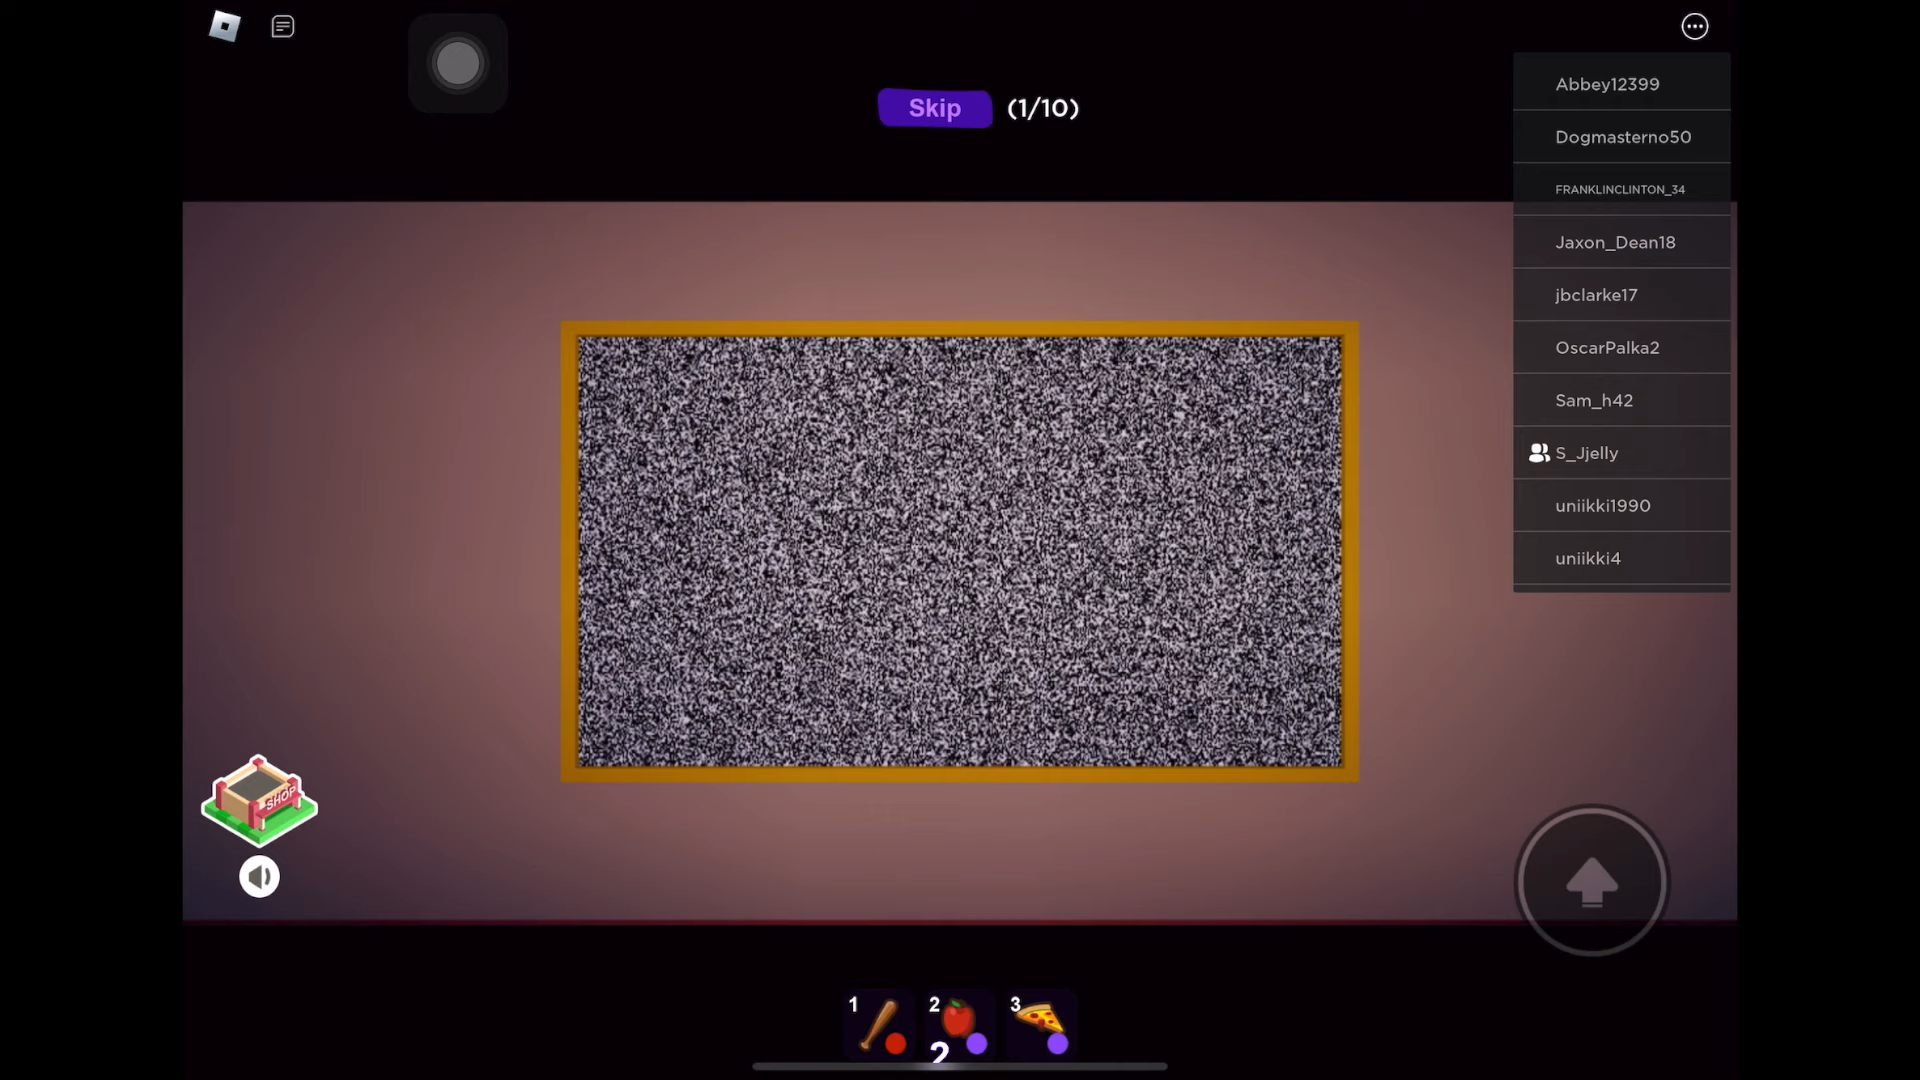 Skip (1/10)
Abbey12399
Dogmasterno50
FRANKLINCLINTON_34
Jaxon_Dean18
jbclarke17
OscarPalka2
Sam_h42
S_Jjelly
uniikki1990
uniikki4
SHOP
1 2 3
2